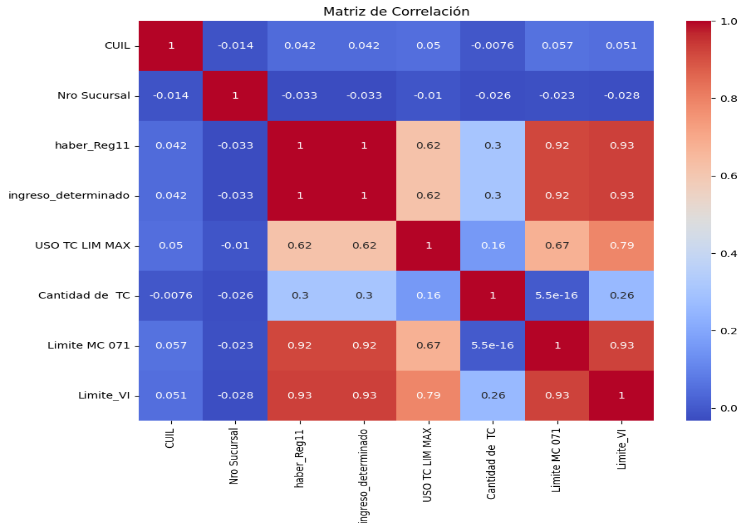 Matriz de Correlación
CUIL 1 -0.014 0.042 0.042 0.05 -0.0076 0.057 0.051
Nro Sucursal -0.014 1 -0.033 -0.033 -0.01 -0.026 -0.023 -0.028
haber_Reg11 0.042 -0.033 1 1 0.62 0.3 0.92 0.93
ingreso_determinado 0.042 -0.033 1 1 0.62 0.3 0.92 0.93
USO TC LIM MAX 0.05 -0.01 0.62 0.62 1 0.16 0.67 0.79
Cantidad de  TC -0.0076 -0.026 0.3 0.3 0.16 1 5.5e-16 0.26
Limite MC 071 0.057 -0.023 0.92 0.92 0.67 5.5e-16 1 0.93
Limite_VI 0.051 -0.028 0.93 0.93 0.79 0.26 0.93 1
CUIL
Nro Sucursal
haber_Reg11
ingreso_determinado
USO TC LIM MAX
Cantidad de  TC
Limite MC 071
Limite_VI
1.0
0.8
0.6
0.4
0.2
0.0